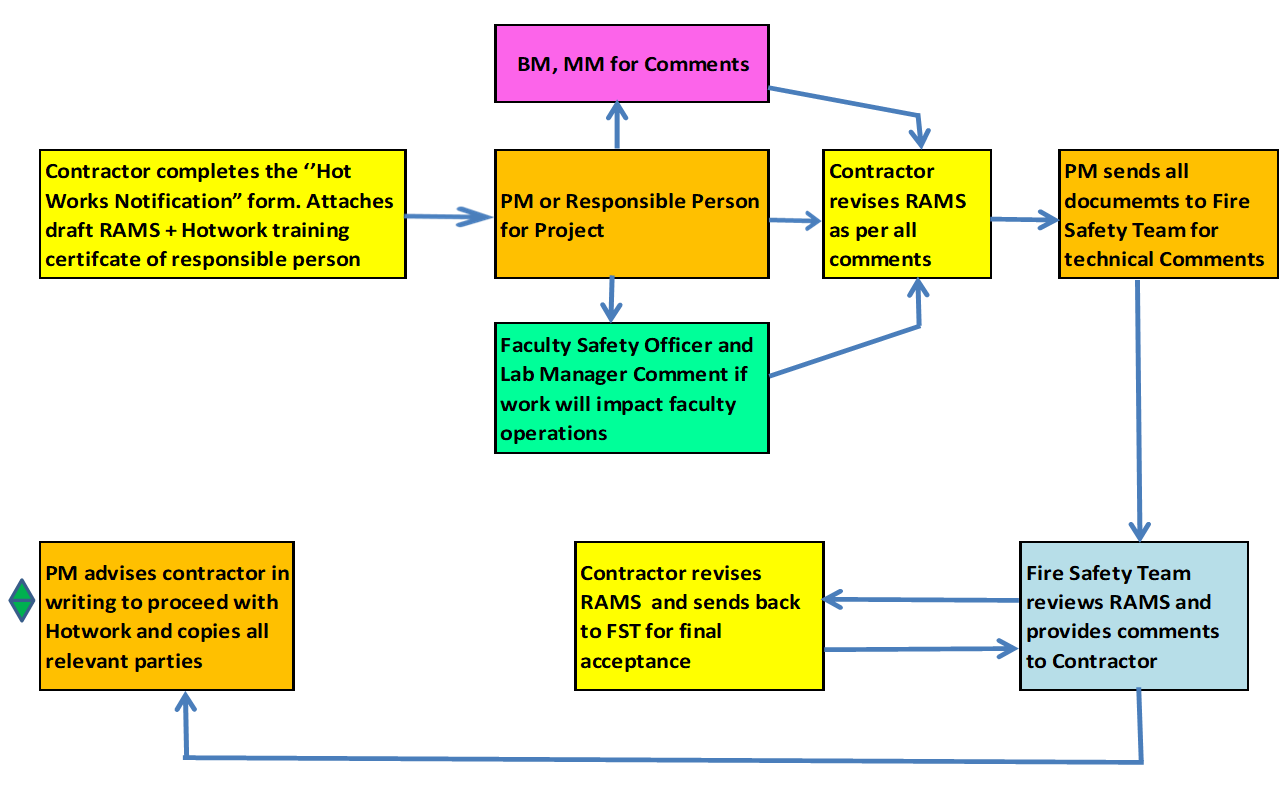 BM, MM for Comments
Contractor completes the ‘’Hot
Works Notification” form. Attaches
draft RAMS + Hotwork training
certifcate of responsible person
PM or Responsible Person
for Project
Contractor
revises RAMS
as per all
comments
PM sends all
documemts to Fire
Safety Team for
technical Comments
Faculty Safety Officer and
Lab Manager Comment if
work will impact faculty
operations
PM advises contractor in
writing to proceed with
Hotwork and copies all
relevant parties
Contractor revises
RAMS  and sends back
to FST for final
acceptance
Fire Safety Team
reviews RAMS and
provides comments
to Contractor